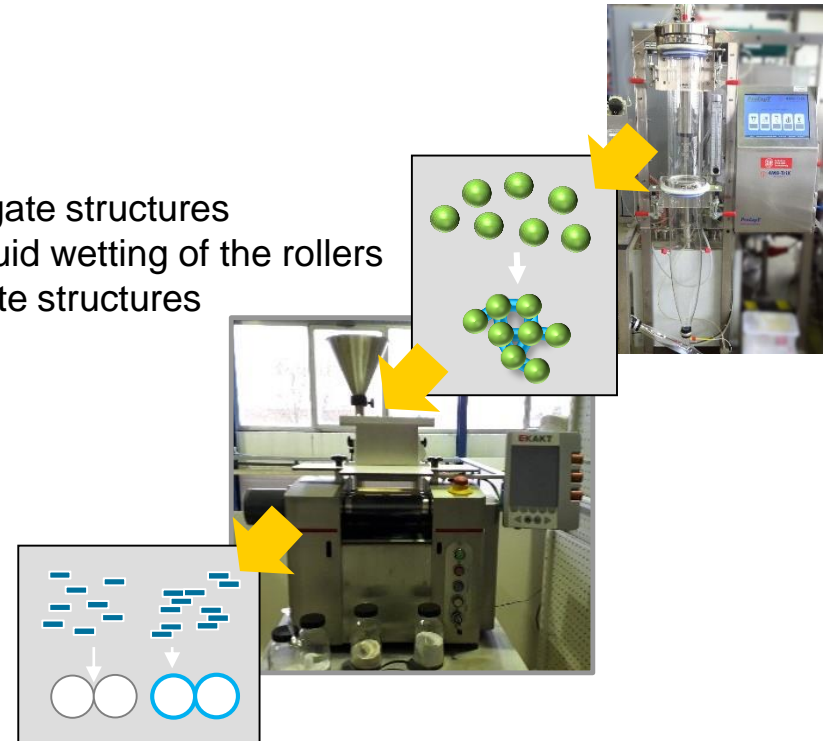 gate structures
uid wetting of the rollers
te structures
EXAKT